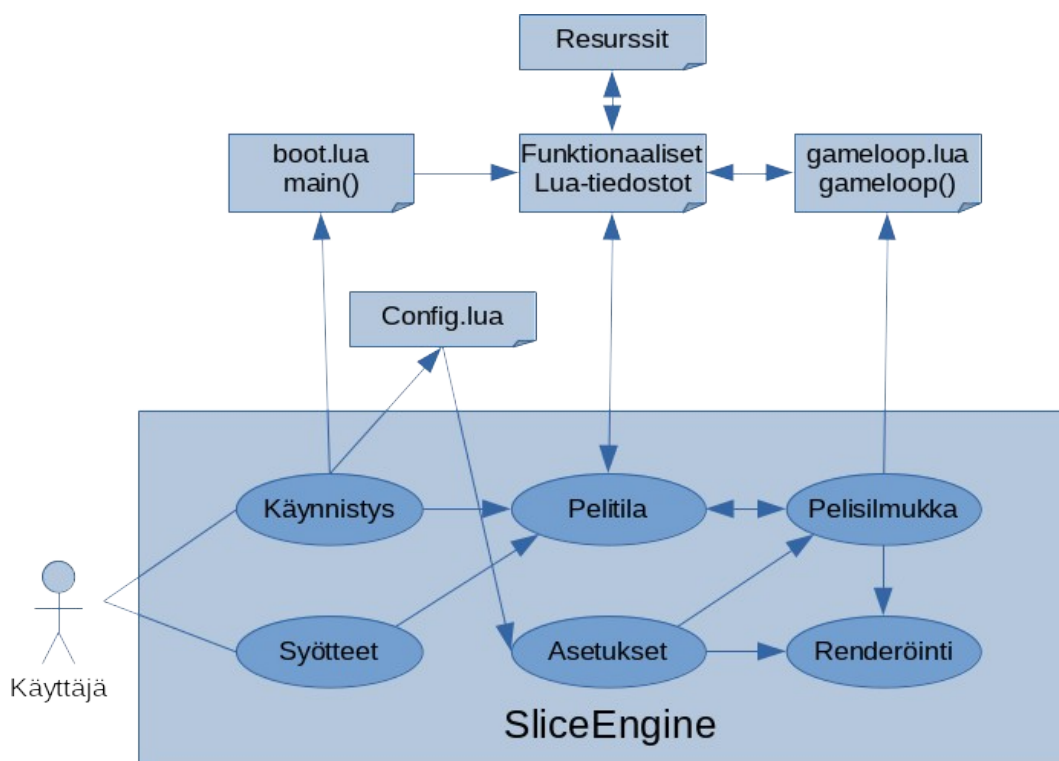 Resurssit
boot.lua
main()
Funktionaaliset
Lua-tiedostot
gameloop.lua
gameloop()
Config.lua
Käynnistys
Pelitila
Pelisilmukka
Syötteet
Asetukset
Renderöinti
Käyttäjä
SliceEngine